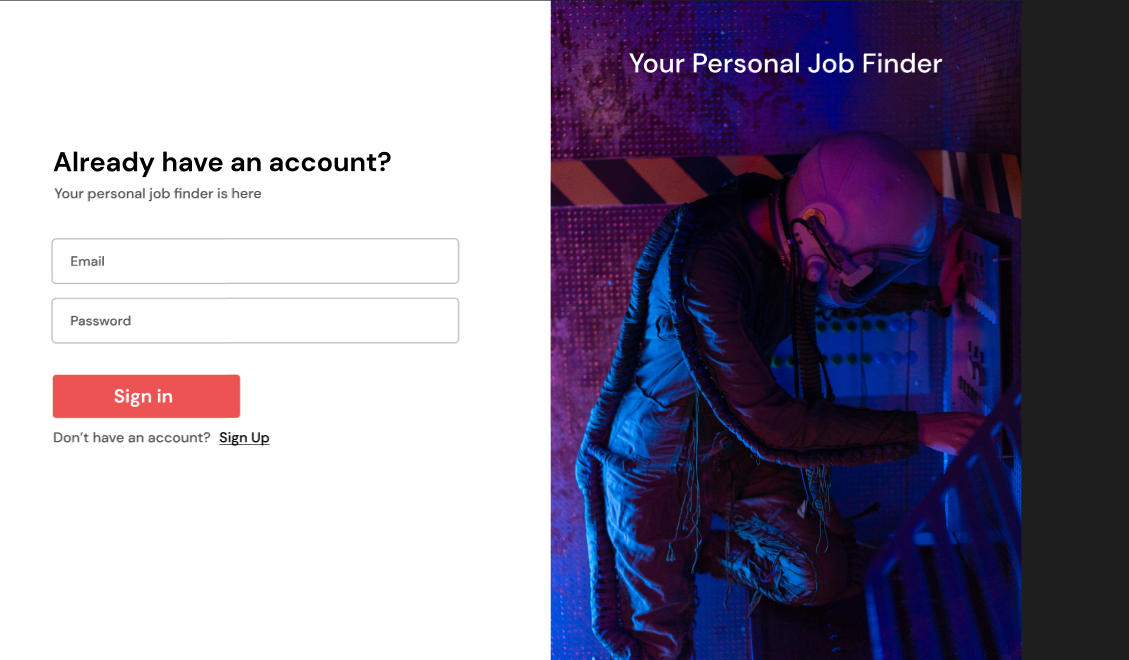 Your Personal Job Finder
Already have an account?
Your personal job finder is here
Email
Password
Sign in
Don’t have an account? Sign Up